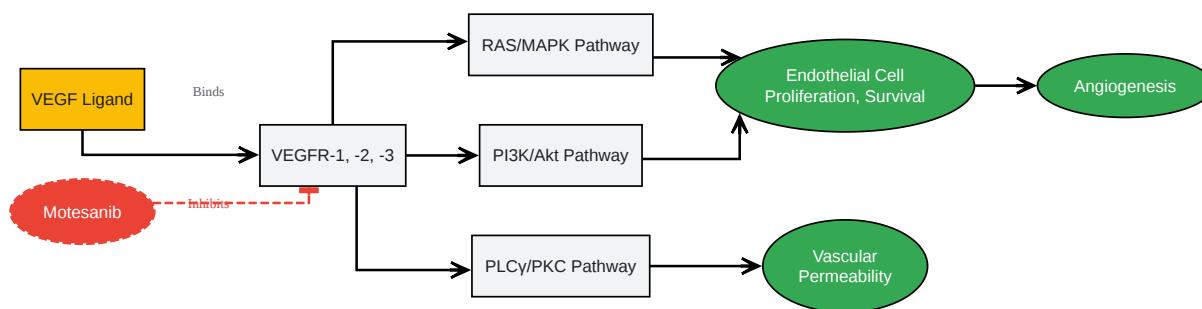 RAS/MAPK Pathway
Endothelial Cell
Proliferation, Survival
Angiogenesis
VEGF Ligand
Binds
VEGFR-1, -2, -3
PI3K/Akt Pathway
Motesanib
Inhibits
PLCγ/PKC Pathway
Vascular
Permeability